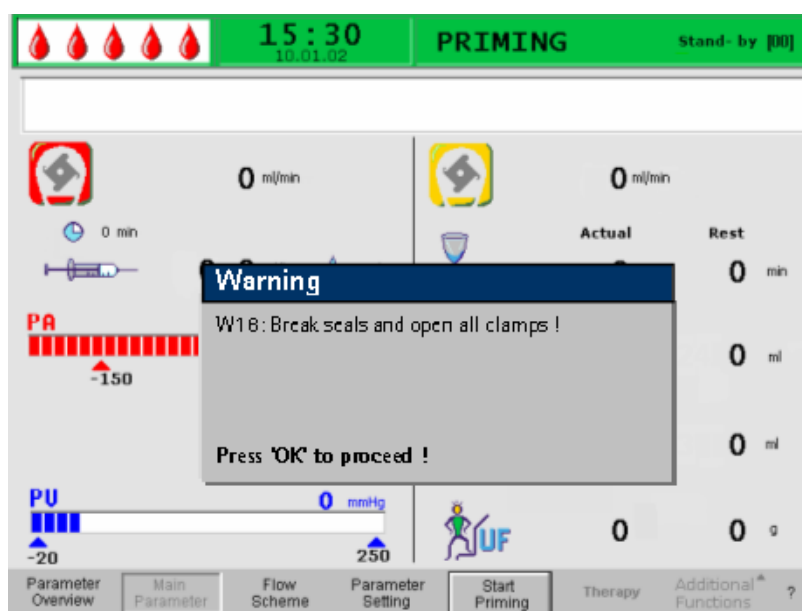 15:30
10.01.02
PRIMING
Stand- by [00]
0 ml/min
0 ml/min
0 min
Actual
Rest
0 min
Warning
W16: Break seals and open all clamps !
Press 'OK' to proceed !
PA
-150
0 ml
0 ml
PU
0 mmHg
-20
250
UF
0
0 g
Parameter Overview
Main Parameter
Flow Scheme
Parameter Setting
Start Priming
Therapy
Additional Functions
?